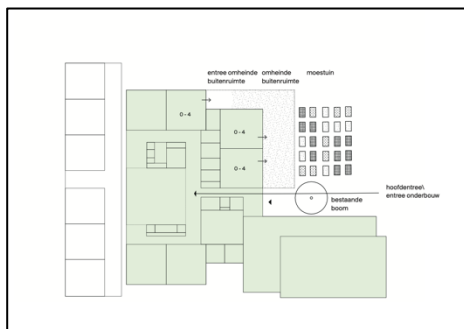 entree omheinde
buitenruimte
omheinde
buitenruimte
moestuin
0 - 4
0 - 4
0 - 4
hoofdentree\
entree onderbouw
bestaande
boom